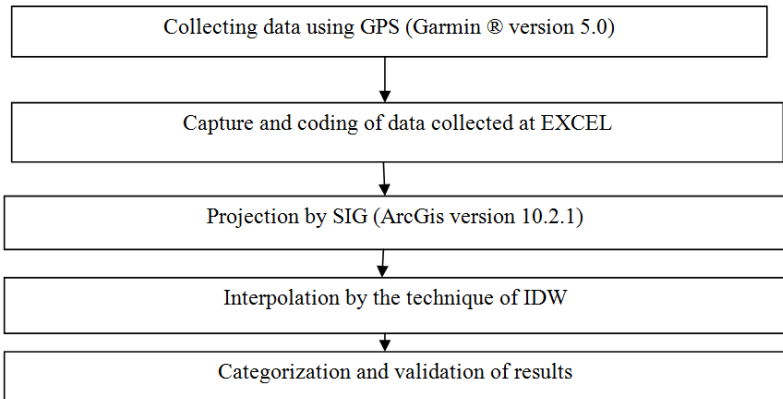 Collecting data using GPS (Garmin ® version 5.0)
Capture and coding of data collected at EXCEL
Projection by SIG (ArcGis version 10.2.1)
Interpolation by the technique of IDW
Categorization and validation of results